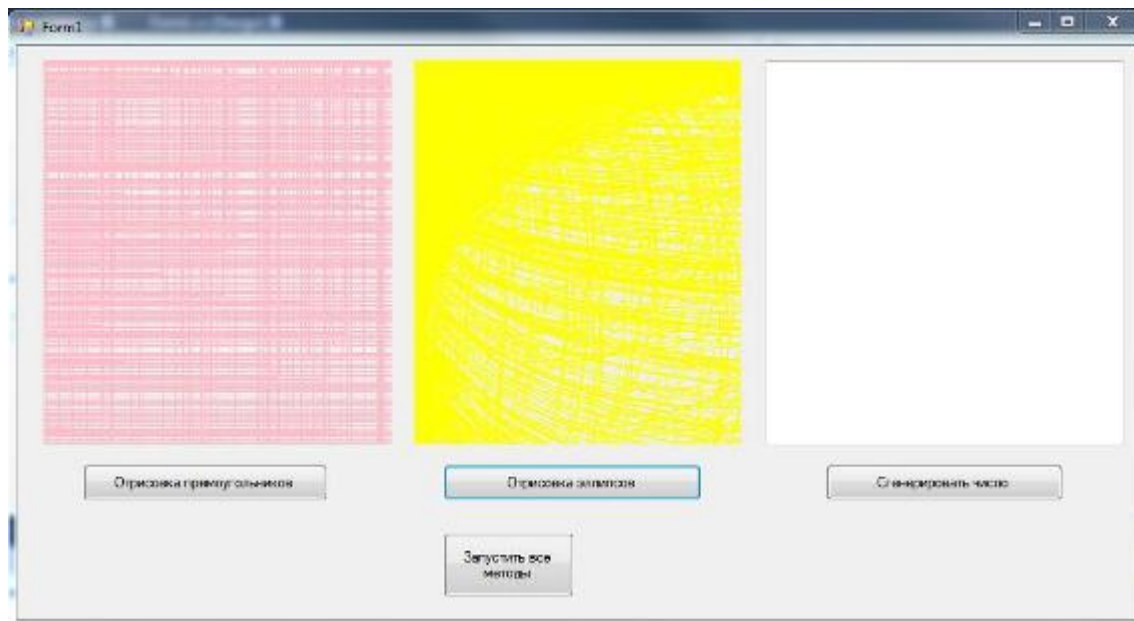 Form1
Отрисовка прямоугольников
Отрисовка эллипсов
Сгенерировать число
Запустить все
методы